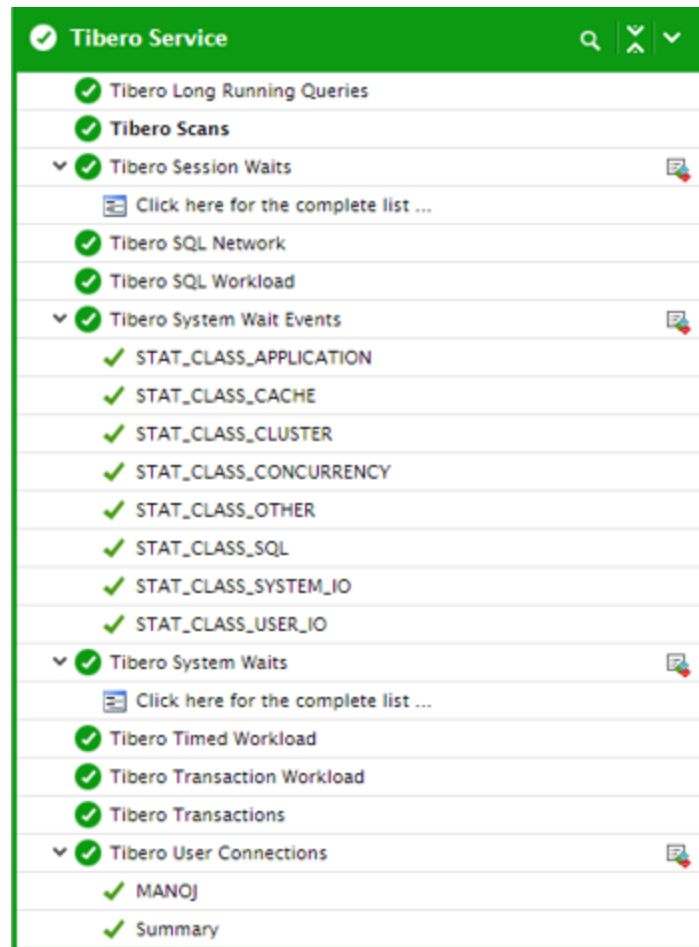 Tibero Service
Tibero Long Running Queries
Tibero Scans
Tibero Session Waits
Click here for the complete list ...
Tibero SQL Network
Tibero SQL Workload
Tibero System Wait Events
STAT_CLASS_APPLICATION
STAT_CLASS_CACHE
STAT_CLASS_CLUSTER
STAT_CLASS_CONCURRENCY
STAT_CLASS_OTHER
STAT_CLASS_SQL
STAT_CLASS_SYSTEM_IO
STAT_CLASS_USER_IO
Tibero System Waits
Click here for the complete list ...
Tibero Timed Workload
Tibero Transaction Workload
Tibero Transactions
Tibero User Connections
MANOJ
Summary